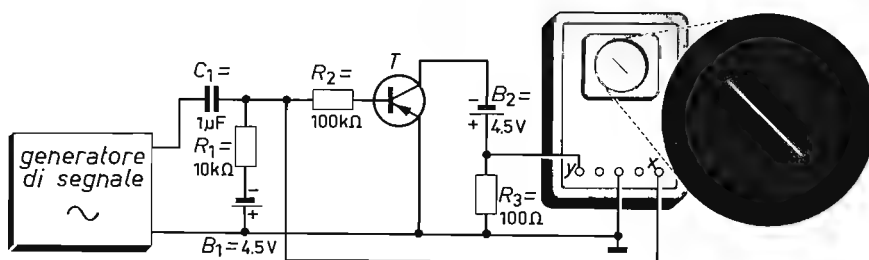 C₁=
1µF
R₁=
10kΩ
R₂=
100kΩ
T
−
B₂=
+
4.5V
generatore
di segnale
∼
−
+
B₁=4.5V
R₃=
100Ω
y
x